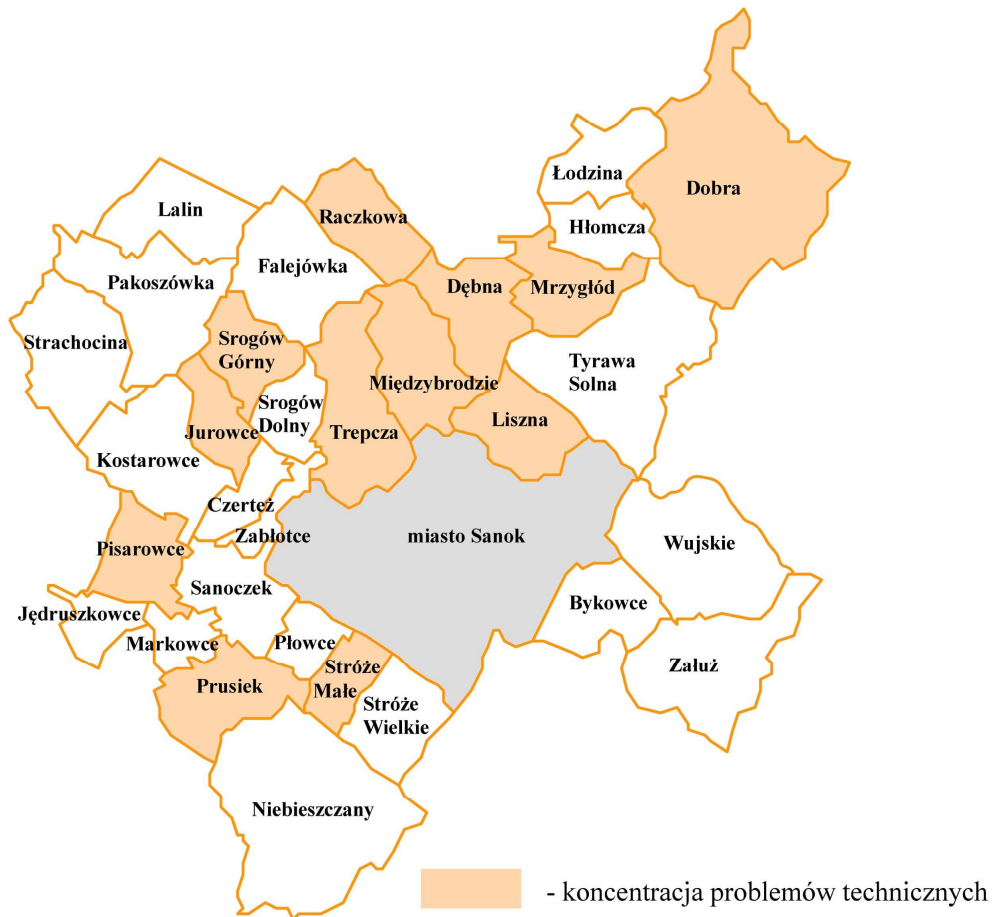 Łodzina
Dobra
Lalin
Raczkowa
Hłomcza
Falejówka
Pakoszówka
Dębna
Mrzygłód
Strachocina
Srogów
Górny
Tyrawa
Solna
Międzybrodzie
Srogów
Dolny
Liszna
Jurowce
Trepcza
Kostarowce
Czerteż
Zabłotce
miasto Sanok
Wujskie
Pisarowce
Sanoczek
Bykowce
Jędruszkowce
Markowce
Płowce
Załuż
Stróże
Małe
Prusiek
Stróże
Wielkie
Niebieszczany
- koncentracja problemów technicznych